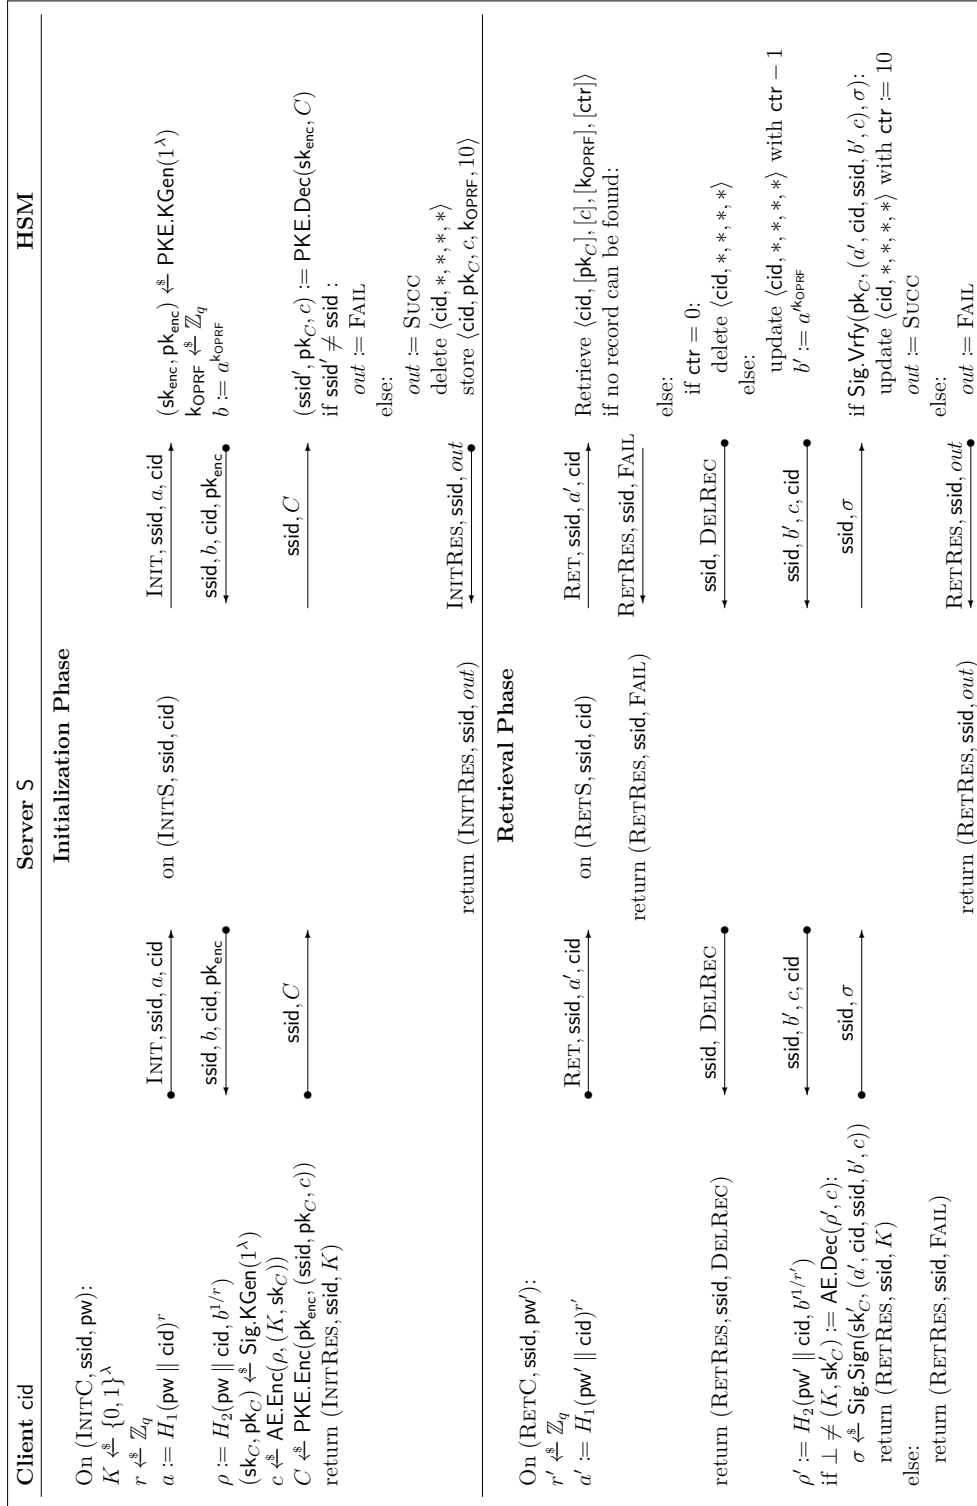 Client cid Server S HSM
Initialization Phase
On (INITC, ssid, pw):
K ←$ {0, 1}^λ
r ←$ ℤ_q
a := H_1(pw ∥ cid)^r
INIT, ssid, a, cid
on (INITS, ssid, cid)
INIT, ssid, a, cid
(sk_enc, pk_enc) ←$ PKE.KGen(1^λ)
k_OPRF ←$ ℤ_q
b := a^{k_OPRF}
ssid, b, cid, pk_enc
ssid, b, cid, pk_enc
ρ := H_2(pw ∥ cid, b^{1/r})
(sk_C, pk_C) ←$ Sig.KGen(1^λ)
c ←$ AE.Enc(ρ, (K, sk_C))
C ←$ PKE.Enc(pk_enc, (ssid, pk_C, c))
return (INITRES, ssid, K)
ssid, C
ssid, C
(ssid′, pk_C, c) := PKE.Dec(sk_enc, C)
if ssid′ ≠ ssid :
out := FAIL
else:
out := SUCC
delete ⟨cid, *, *, *, *⟩
store ⟨cid, pk_C, c, k_OPRF, 10⟩
INITRES, ssid, out
return (INITRES, ssid, out)
Retrieval Phase
On (RETC, ssid, pw′):
r′ ←$ ℤ_q
a′ := H_1(pw′ ∥ cid)^{r′}
RET, ssid, a′, cid
on (RETS, ssid, cid)
RET, ssid, a′, cid
Retrieve ⟨cid, [pk_C], [c], [k_OPRF], [ctr]⟩
if no record can be found:
RETRES, ssid, FAIL
return (RETRES, ssid, FAIL)
else:
if ctr = 0:
delete ⟨cid, *, *, *, *⟩
ssid, DELREC
ssid, DELREC
return (RETRES, ssid, DELREC)
else:
update ⟨cid, *, *, *, *⟩ with ctr − 1
b′ := a′^{k_OPRF}
ssid, b′, c, cid
ssid, b′, c, cid
ρ′ := H_2(pw′ ∥ cid, b′^{1/r′})
if ⊥ ≠ (K, sk′_C) := AE.Dec(ρ′, c):
σ ←$ Sig.Sign(sk′_C, (a′, cid, ssid, b′, c))
return (RETRES, ssid, K)
else:
return (RETRES, ssid, FAIL)
ssid, σ
ssid, σ
if Sig.Vrfy(pk_C, (a′, cid, ssid, b′, c), σ):
update ⟨cid, *, *, *, *⟩ with ctr := 10
out := SUCC
else:
out := FAIL
RETRES, ssid, out
return (RETRES, ssid, out)